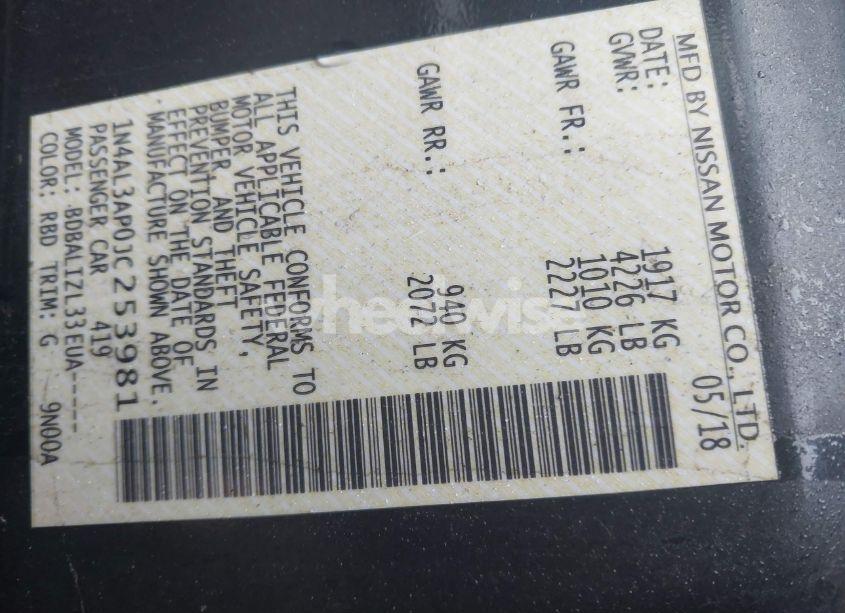 MFD BY NISSAN MOTOR CO., LTD.
DATE: 05/18
GVWR: 1917 KG
4226 LB
GAWR FR.: 1010 KG
2227 LB
GAWR RR.: 940 KG
2072 LB
THIS VEHICLE CONFORMS TO
ALL APPLICABLE FEDERAL
MOTOR VEHICLE SAFETY,
BUMPER, AND THEFT
PREVENTION STANDARDS IN
EFFECT ON THE DATE OF
MANUFACTURE SHOWN ABOVE.
1N4AL3AP0JC253981
PASSENGER CAR 419
MODEL: BDBALIZL33EUA-----
COLOR: RBD TRIM: G 9N00A